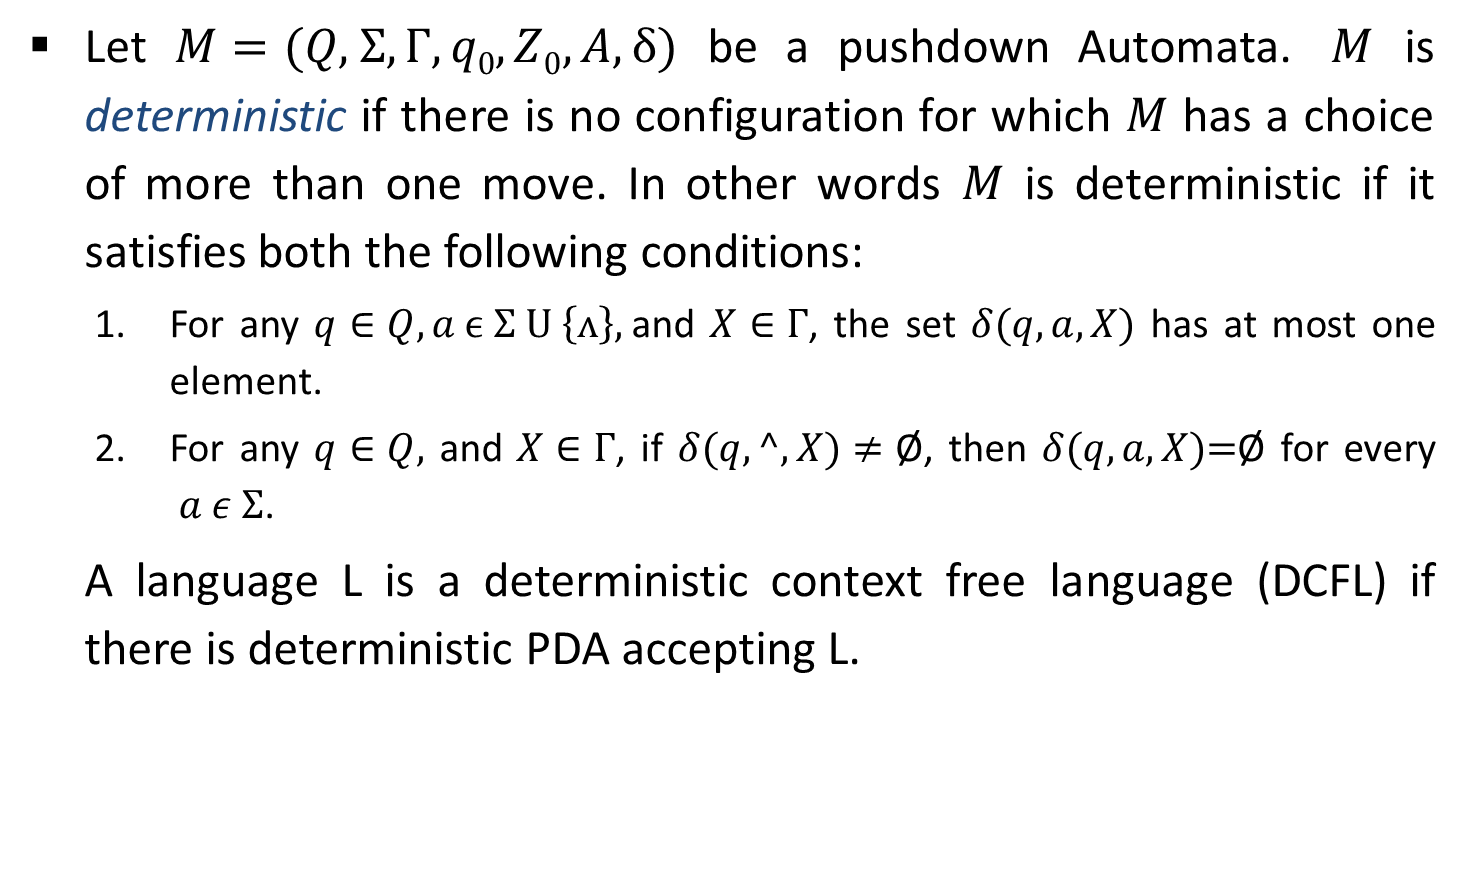 ▪ Let M = (Q, Σ, Γ, q₀, Z₀, A, δ) be a pushdown Automata. M is
deterministic if there is no configuration for which M has a choice
of more than one move. In other words M is deterministic if it
satisfies both the following conditions:
1. For any q ∈ Q, a ϵ Σ U {ʌ}, and X ∈ Γ, the set δ(q, a, X) has at most one
element.
2. For any q ∈ Q, and X ∈ Γ, if δ(q, ^, X) ≠ Ø, then δ(q, a, X)=Ø for every
a ϵ Σ.
A language L is a deterministic context free language (DCFL) if
there is deterministic PDA accepting L.